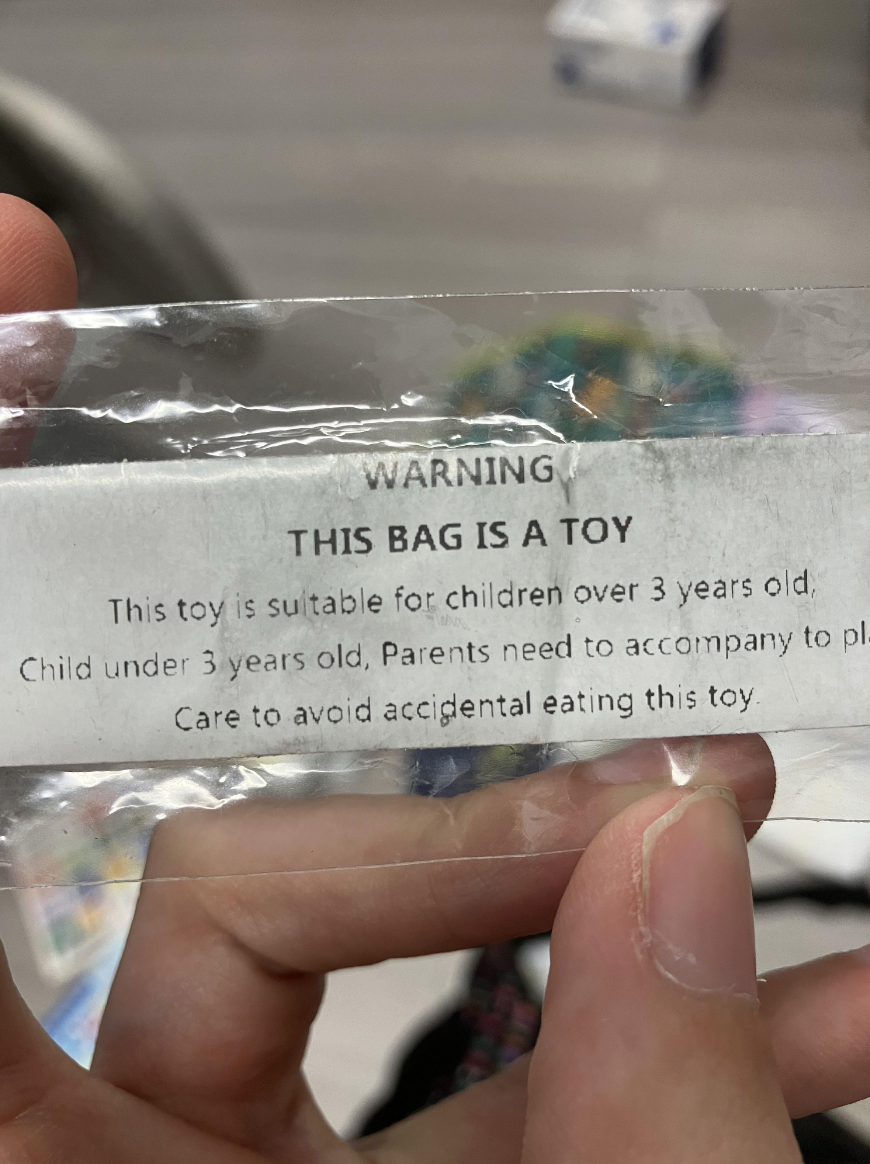 WARNING
THIS BAG IS A TOY
This toy is suitable for children over 3 years old,
Child under 3 years old, Parents need to accompany to
Care to avoid accidental eating this toy.